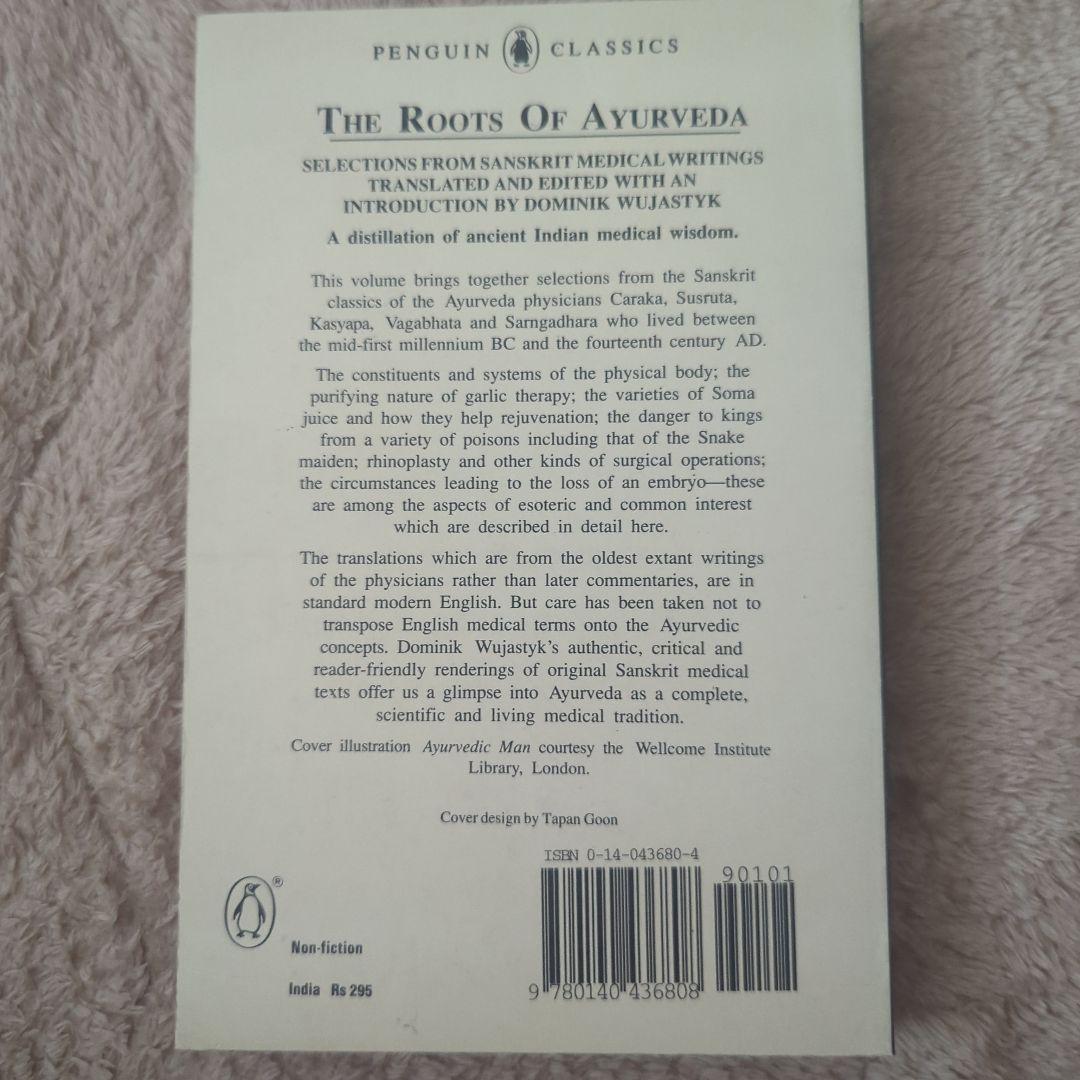 PENGUIN CLASSICS
THE ROOTS OF AYURVEDA
SELECTIONS FROM SANSKRIT MEDICAL WRITINGS
TRANSLATED AND EDITED WITH AN
INTRODUCTION BY DOMINIK WUJASTYK
A distillation of ancient Indian medical wisdom.
This volume brings together selections from the Sanskrit
classics of the Ayurveda physicians Caraka, Susruta,
Kasyapa, Vagabhata and Sarngadhara who lived between
the mid-first millennium BC and the fourteenth century AD.
The constituents and systems of the physical body; the
purifying nature of garlic therapy; the varieties of Soma
juice and how they help rejuvenation; the danger to kings
from a variety of poisons including that of the Snake
maiden; rhinoplasty and other kinds of surgical operations;
the circumstances leading to the loss of an embryo—these
are among the aspects of esoteric and common interest
which are described in detail here.
The translations which are from the oldest extant writings
of the physicians rather than later commentaries, are in
standard modern English. But care has been taken not to
transpose English medical terms onto the Ayurvedic
concepts. Dominik Wujastyk's authentic, critical and
reader-friendly renderings of original Sanskrit medical
texts offer us a glimpse into Ayurveda as a complete,
scientific and living medical tradition.
Cover illustration Ayurvedic Man courtesy the Wellcome Institute
Library, London.
Cover design by Tapan Goon
ISBN 0-14-043680-4
90101
®
Non-fiction
India Rs 295
9 780140 436808